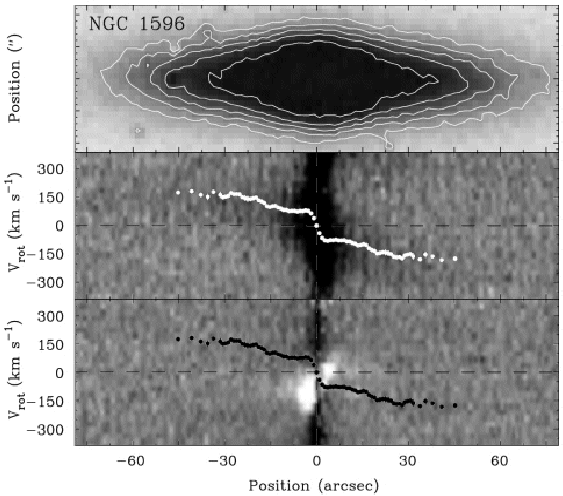 NGC 1596
Position (")
300
150
0
−150
−300
V_rot (km s⁻¹)
300
150
0
−150
−300
V_rot (km s⁻¹)
−60 −30 0 30 60
Position (arcsec)